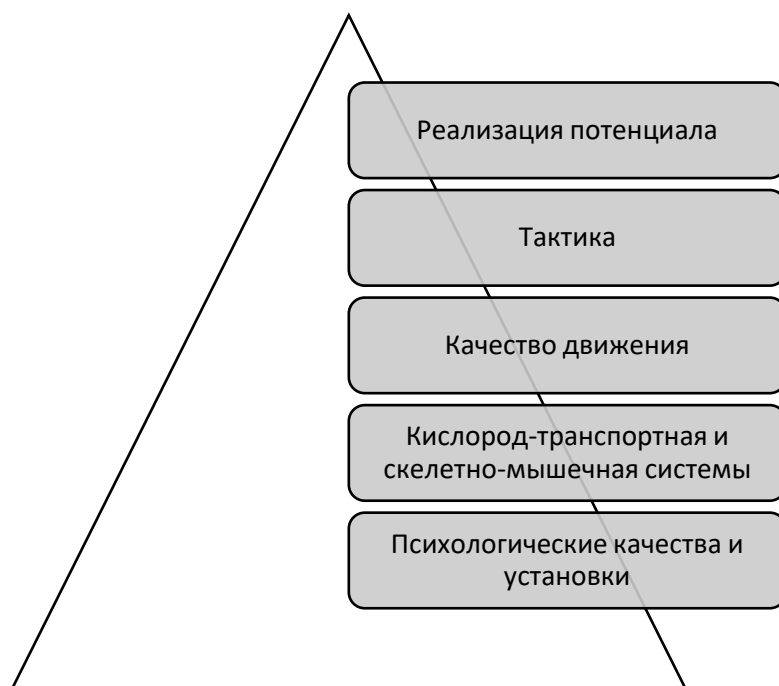 Реализация потенциала
Тактика
Качество движения
Кислород-транспортная и
скелетно-мышечная системы
Психологические качества и
установки